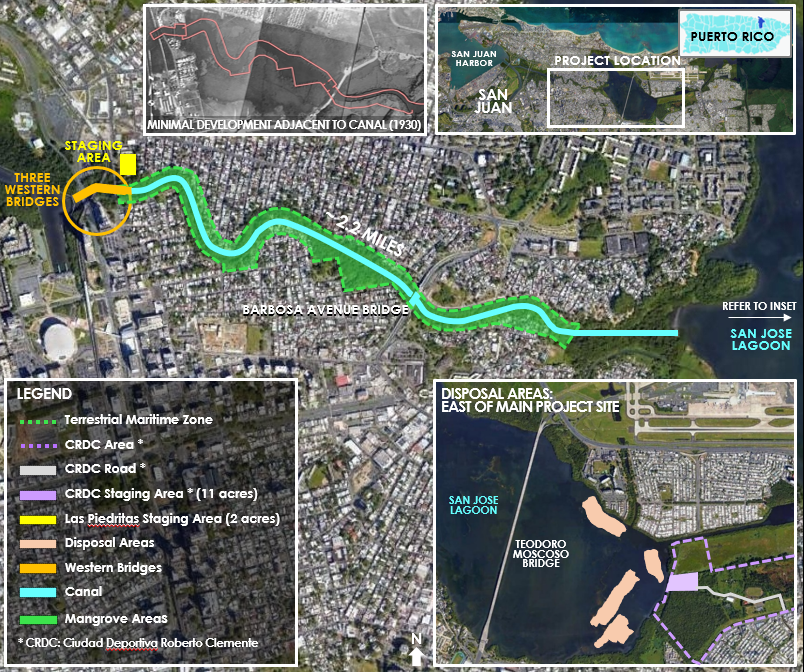 MINIMAL DEVELOPMENT ADJACENT TO CANAL (1930)
PUERTO RICO
SAN JUAN
HARBOR
PROJECT LOCATION
SAN
JUAN
STAGING
AREA
THREE
WESTERN
BRIDGES
~2.2 MILES
BARBOSA AVENUE BRIDGE
REFER TO INSET
SAN JOSE
LAGOON
LEGEND
Terrestrial Maritime Zone
CRDC Area *
CRDC Road *
CRDC Staging Area * (11 acres)
Las Piedritas Staging Area (2 acres)
Disposal Areas
Western Bridges
Canal
Mangrove Areas
* CRDC: Ciudad Deportiva Roberto Clemente
N
DISPOSAL AREAS:
EAST OF MAIN PROJECT SITE
SAN JOSE
LAGOON
TEODORO
MOSCOSO
BRIDGE